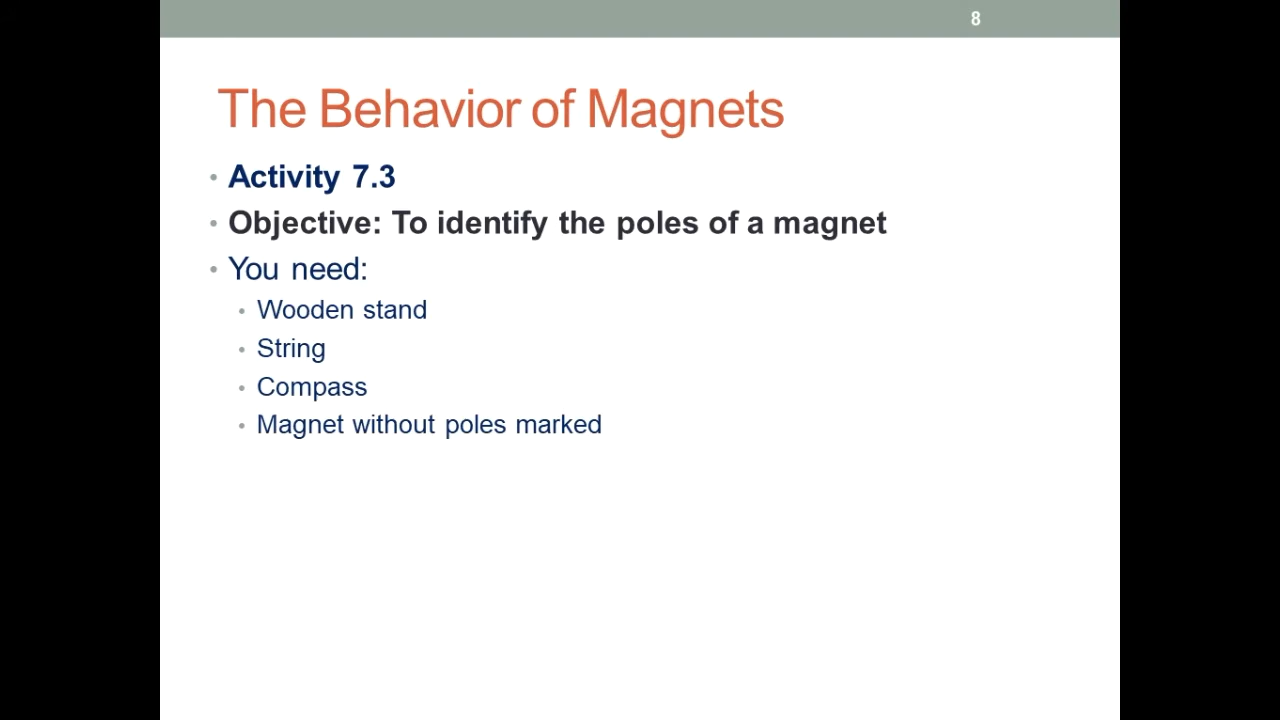 8
The Behavior of Magnets
• Activity 7.3
• Objective: To identify the poles of a magnet
• You need:
• Wooden stand
• String
• Compass
• Magnet without poles marked